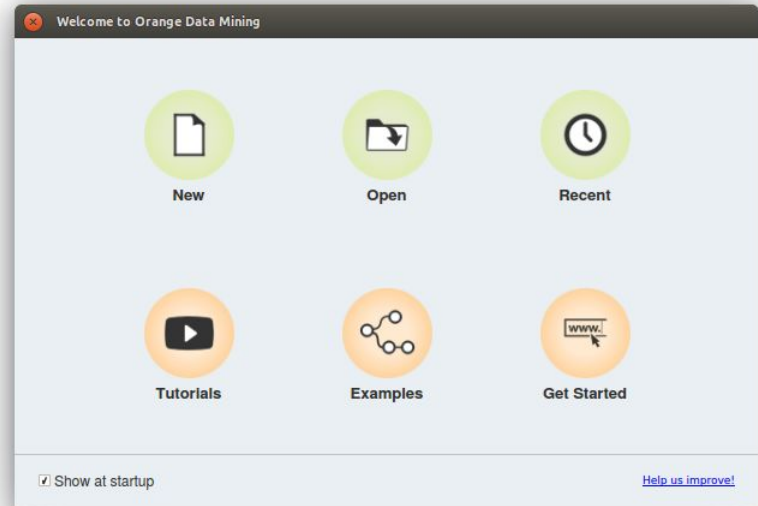 Welcome to Orange Data Mining
New Open Recent
www.
Tutorials Examples Get Started
Show at startup Help us improve!